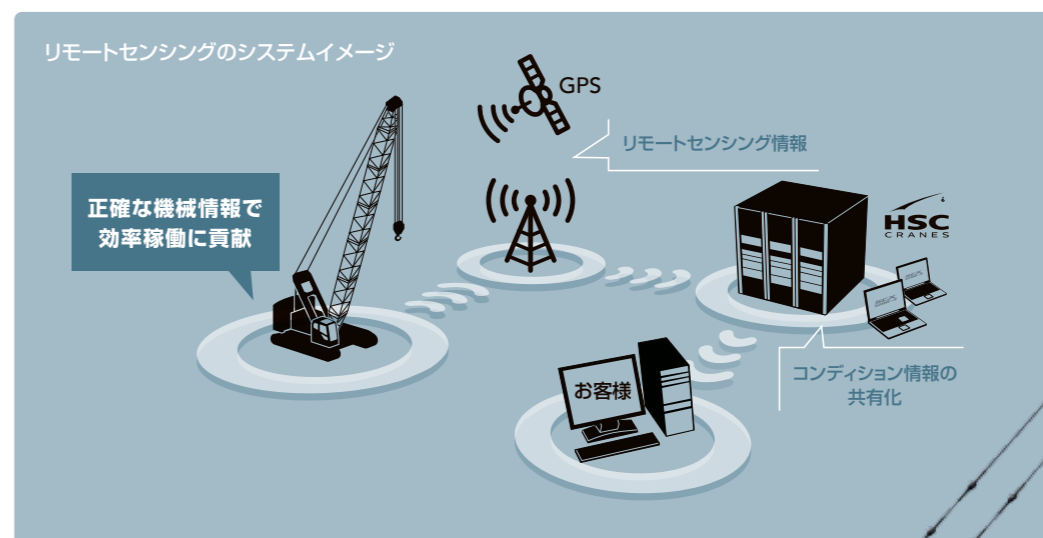 リモートセンシングのシステムイメージ
GPS
リモートセンシング情報
正確な機械情報で
効率稼働に貢献
HSC
CRANES
お客様
コンディション情報の
共有化